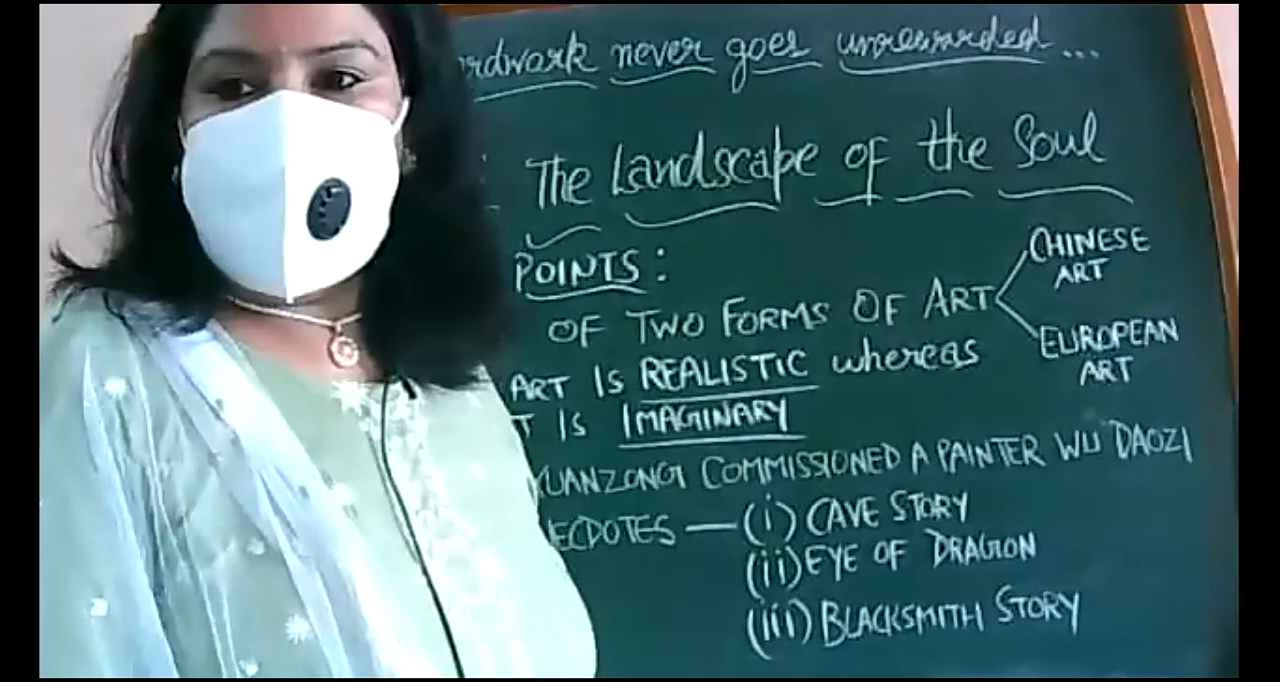 rdwork never goes unrewarded...
: The Landscape of the Soul
POINTS :
OF TWO FORMS OF ART
CHINESE
ART
EUROPEAN
ART
ART IS REALISTIC whereas
T IS IMAGINARY
XUANZONG COMMISSIONED A PAINTER WU DAOZI
ECDOTES — (i) CAVE STORY
(ii) EYE OF DRAGON
(iii) BLACKSMITH STORY